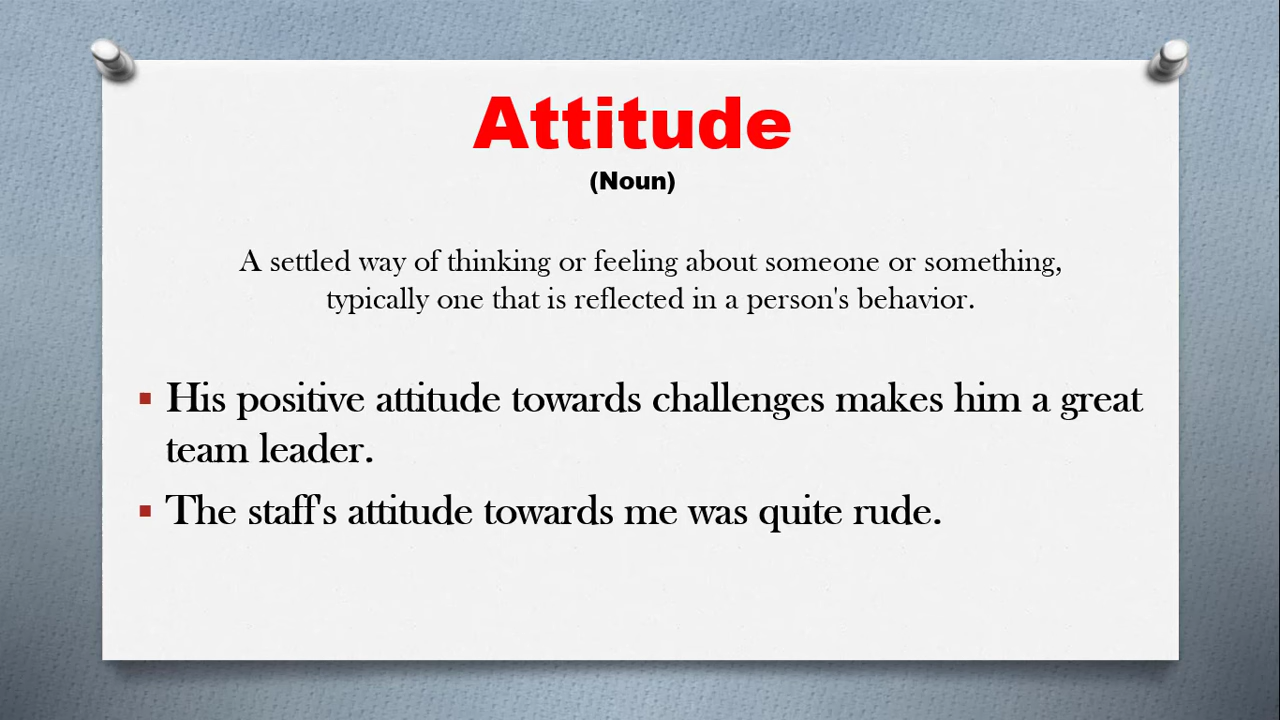 Attitude
(Noun)
A settled way of thinking or feeling about someone or something,
typically one that is reflected in a person's behavior.
▪ His positive attitude towards challenges makes him a great
team leader.
▪ The staff's attitude towards me was quite rude.